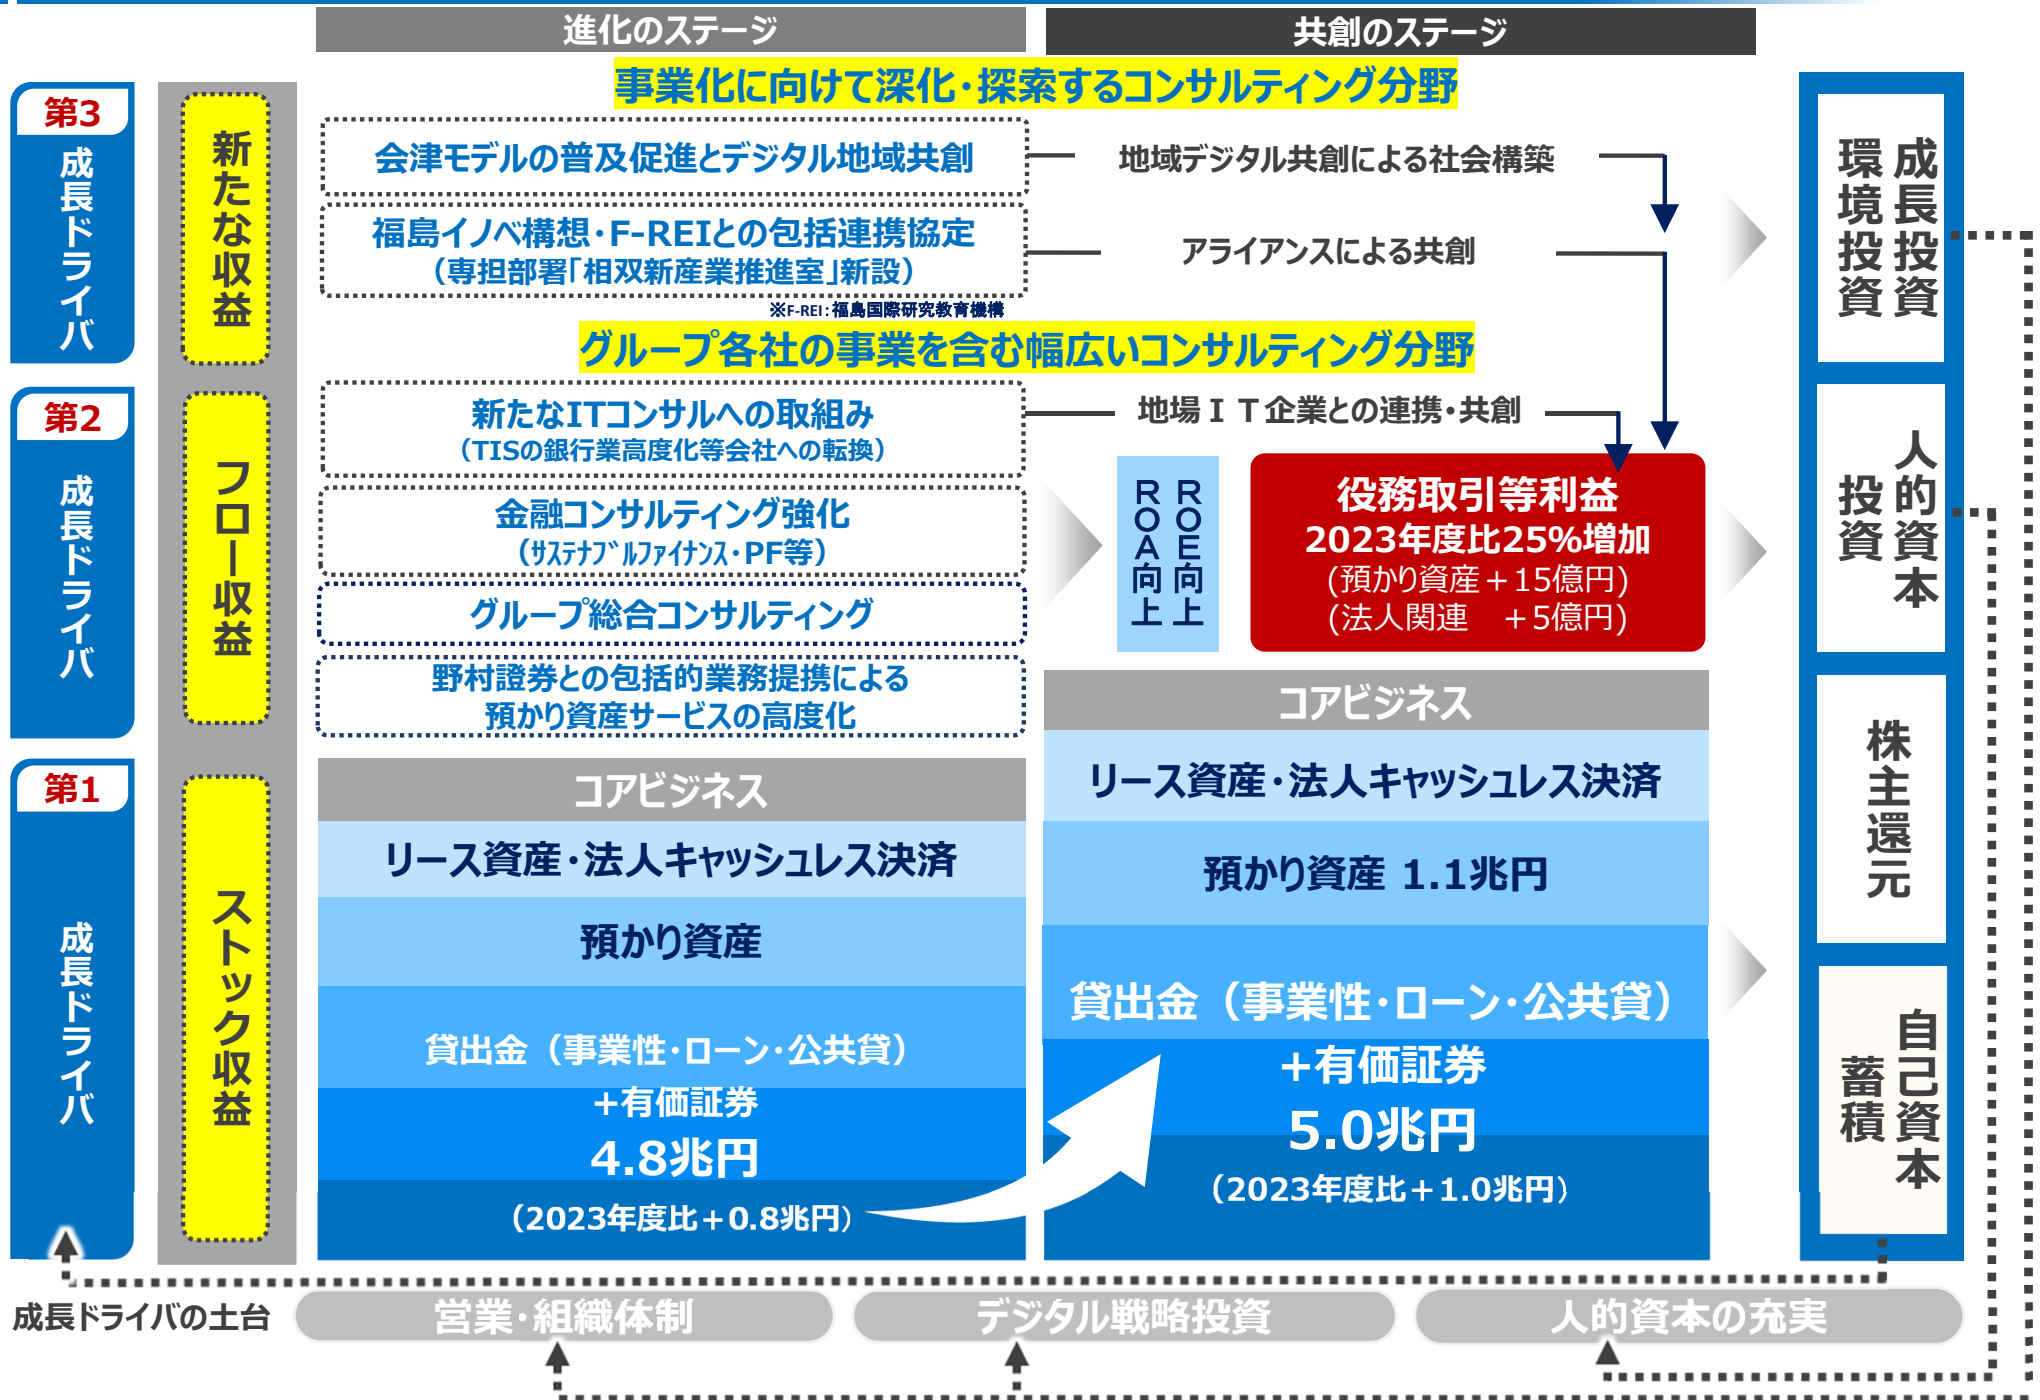 進化のステージ
共創のステージ
事業化に向けて深化・探索するコンサルティング分野
第3
成長ドライバ
新たな収益
会津モデルの普及促進とデジタル地域共創
地域デジタル共創による社会構築
福島イノベ構想・F-REIとの包括連携協定
（専担部署「相双新産業推進室」新設）
アライアンスによる共創
※F-REI：福島国際研究教育機構
グループ各社の事業を含む幅広いコンサルティング分野
第2
成長ドライバ
フロー収益
新たなITコンサルへの取組み
（TISの銀行業高度化等会社への転換）
地場ＩＴ企業との連携・共創
金融コンサルティング強化
（ｻｽﾃﾅﾌﾞﾙﾌｧｲﾅﾝｽ・PF等）
グループ総合コンサルティング
野村證券との包括的業務提携による
預かり資産サービスの高度化
ＲＯＥ向上
ＲＯＡ向上
役務取引等利益
2023年度比25%増加
(預かり資産＋15億円)
(法人関連　＋5億円)
第1
成長ドライバ
ストック収益
コアビジネス
リース資産・法人キャッシュレス決済
預かり資産
貸出金（事業性・ローン・公共貸）
＋有価証券
4.8兆円
（2023年度比＋0.8兆円）
コアビジネス
リース資産・法人キャッシュレス決済
預かり資産 1.1兆円
貸出金（事業性・ローン・公共貸）
＋有価証券
5.0兆円
（2023年度比＋1.0兆円）
成長投資
環境投資
人的資本
投資
株主還元
自己資本
蓄積
成長ドライバの土台
営業・組織体制
デジタル戦略投資
人的資本の充実